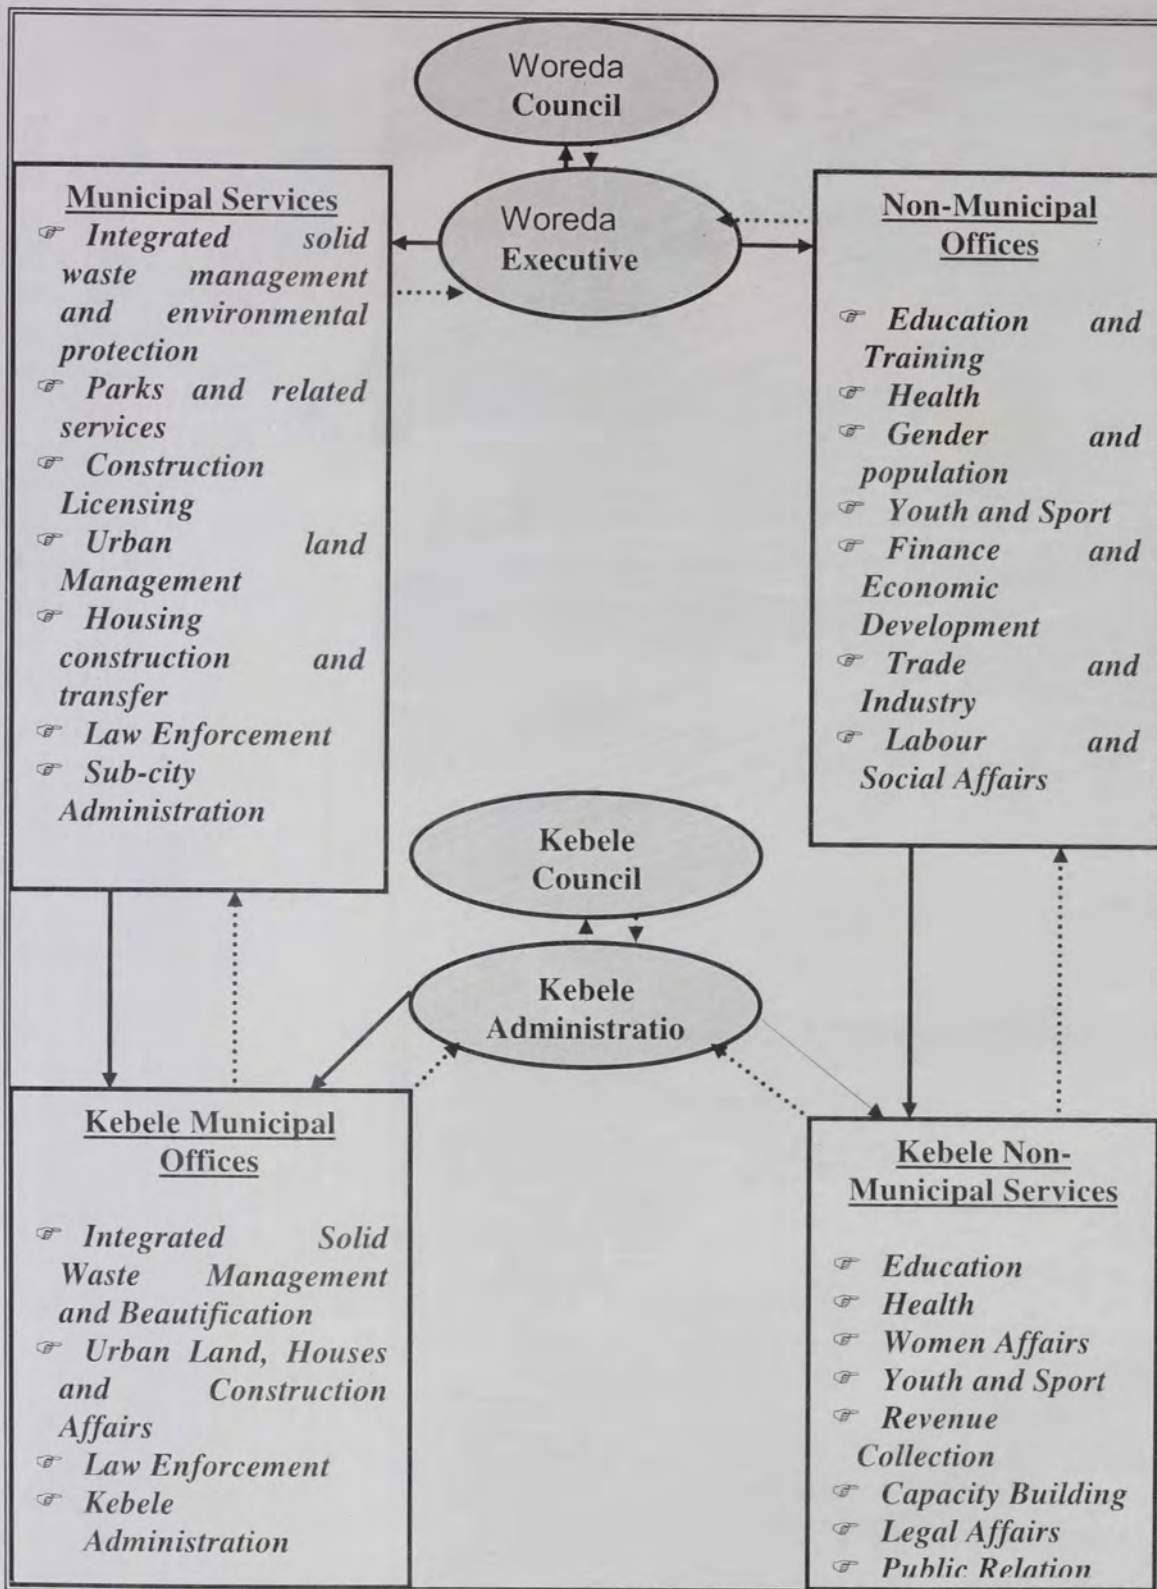 Woreda
Council
Woreda
Executive
Municipal Services
☞ Integrated solid
waste management
and environmental
protection
☞ Parks and related
services
☞ Construction
Licensing
☞ Urban land
Management
☞ Housing
construction and
transfer
☞ Law Enforcement
☞ Sub-city
Administration
Non-Municipal
Offices
☞ Education and
Training
☞ Health
☞ Gender and
population
☞ Youth and Sport
☞ Finance and
Economic
Development
☞ Trade and
Industry
☞ Labour and
Social Affairs
Kebele
Council
Kebele
Administratio
Kebele Municipal
Offices
☞ Integrated Solid
Waste Management
and Beautification
☞ Urban Land, Houses
and Construction
Affairs
☞ Law Enforcement
☞ Kebele
Administration
Kebele Non-
Municipal Services
☞ Education
☞ Health
☞ Women Affairs
☞ Youth and Sport
☞ Revenue
Collection
☞ Capacity Building
☞ Legal Affairs
☞ Public Relation